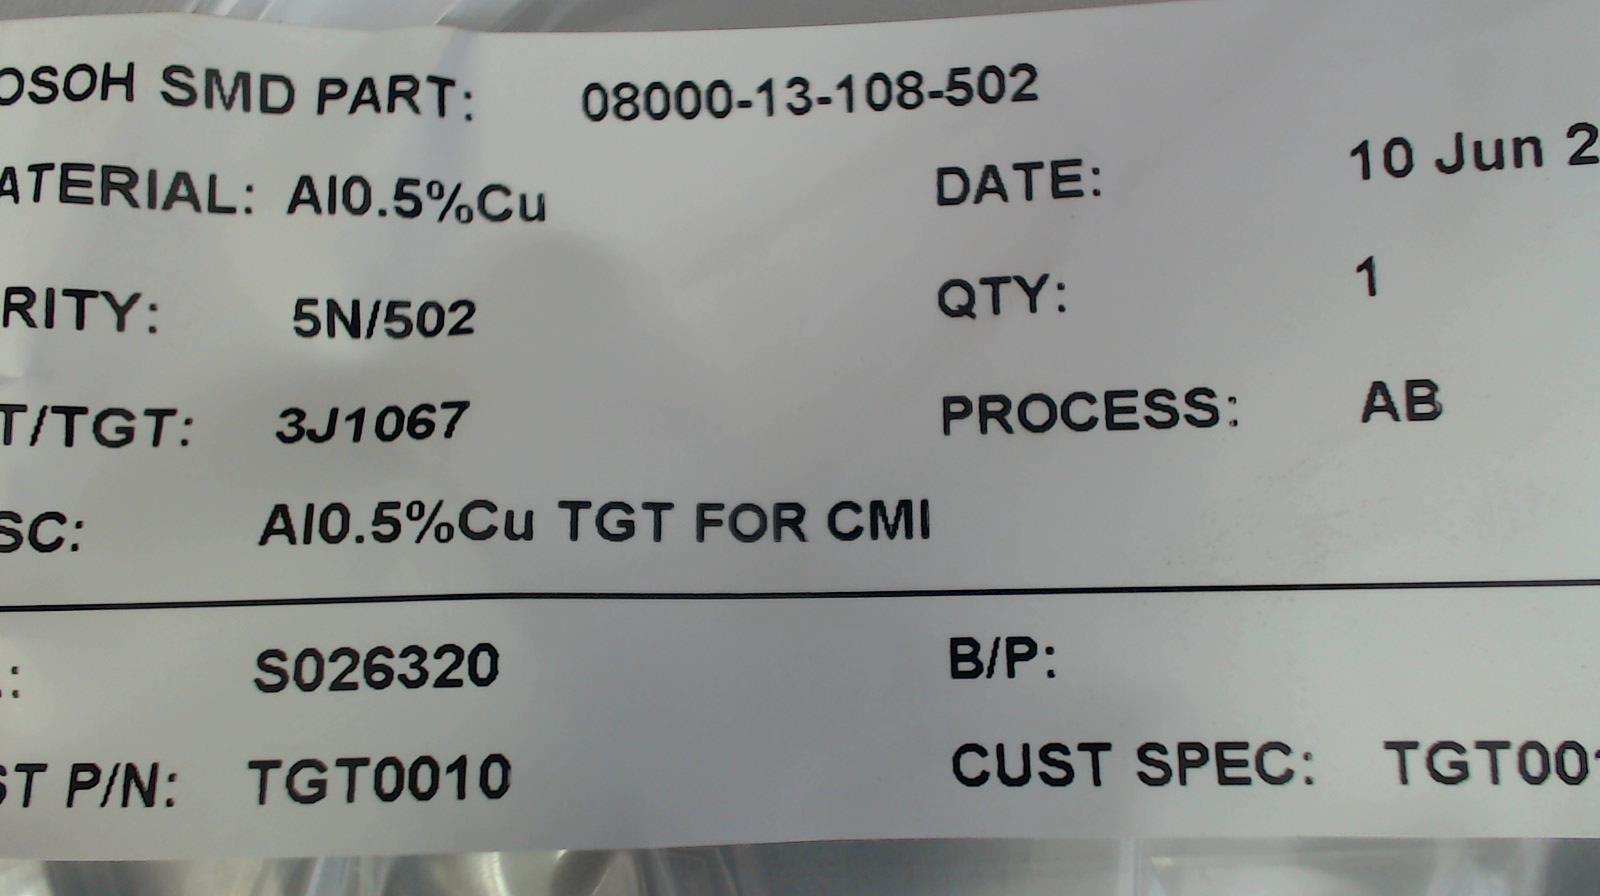 OSOH SMD PART: 08000-13-108-502
ATERIAL: Al0.5%Cu DATE: 10 Jun 2
RITY: 5N/502 QTY: 1
T/TGT: 3J1067 PROCESS: AB
SC: Al0.5%Cu TGT FOR CMI
.: S026320 B/P:
ST P/N: TGT0010 CUST SPEC: TGT001